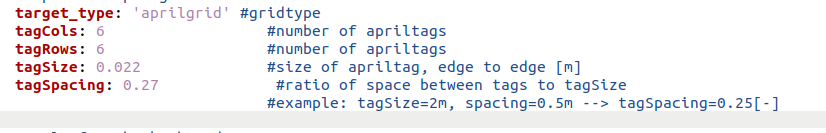 target_type: 'aprilgrid' #gridtype
tagCols: 6 #number of apriltags
tagRows: 6 #number of apriltags
tagSize: 0.022 #size of apriltag, edge to edge [m]
tagSpacing: 0.27 #ratio of space between tags to tagSize
#example: tagSize=2m, spacing=0.5m --> tagSpacing=0.25[-]